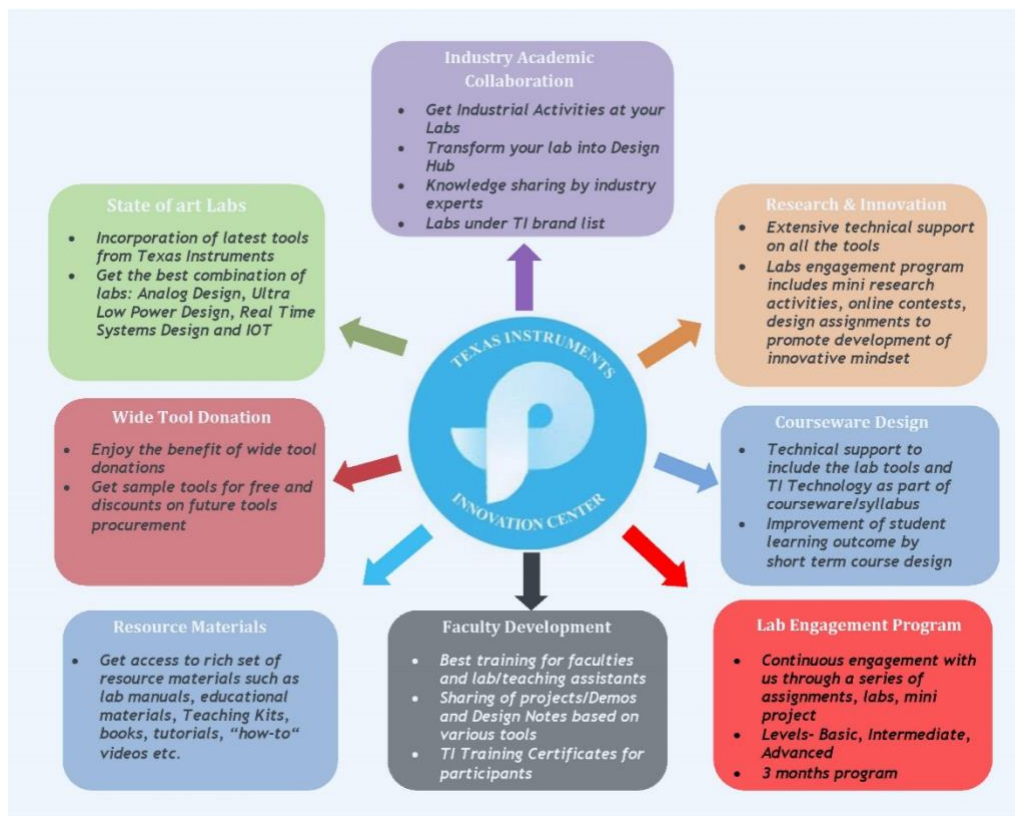 Industry Academic
Collaboration
• Get Industrial Activities at your
Labs
• Transform your lab into Design
Hub
• Knowledge sharing by industry
experts
• Labs under TI brand list
State of art Labs
• Incorporation of latest tools
from Texas Instruments
• Get the best combination of
labs: Analog Design, Ultra
Low Power Design, Real Time
Systems Design and IOT
Research & Innovation
• Extensive technical support
on all the tools
• Labs engagement program
includes mini research
activities, online contests,
design assignments to
promote development of
innovative mindset
TEXAS INSTRUMENTS
INNOVATION CENTER
Wide Tool Donation
• Enjoy the benefit of wide tool
donations
• Get sample tools for free and
discounts on future tools
procurement
Courseware Design
• Technical support to
include the lab tools and
TI Technology as part of
courseware/syllabus
• Improvement of student
learning outcome by
short term course design
Resource Materials
• Get access to rich set of
resource materials such as
lab manuals, educational
materials, Teaching Kits,
books, tutorials, “how-to“
videos etc.
Faculty Development
• Best training for faculties
and lab/teaching assistants
• Sharing of projects/Demos
and Design Notes based on
various tools
• TI Training Certificates for
participants
Lab Engagement Program
• Continuous engagement with
us through a series of
assignments, labs, mini
project
• Levels- Basic, Intermediate,
Advanced
• 3 months program